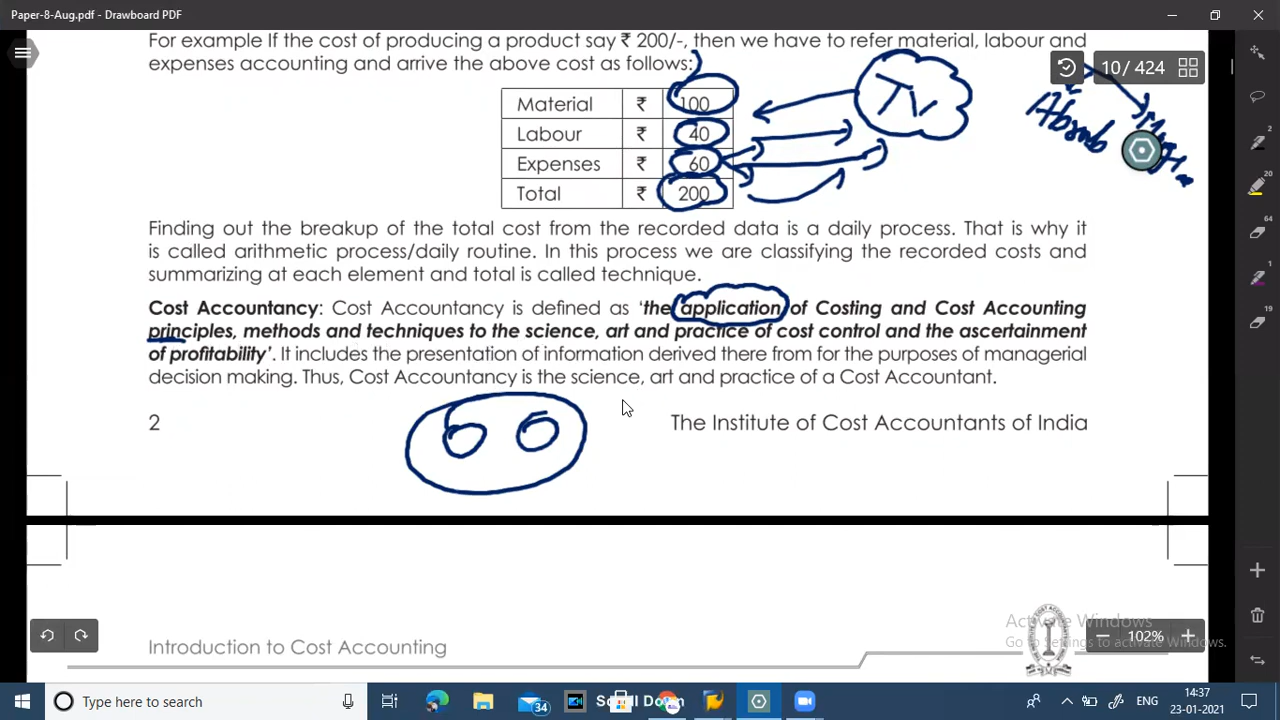 Paper-8-Aug.pdf - Drawboard PDF
For example If the cost of producing a product say ₹ 200/-, then we have to refer material, labour and
expenses accounting and arrive the above cost as follows:
10 / 424
Material ₹ 100
Labour ₹ 40
Expenses ₹ 60
Total ₹ 200
TV
Absorb
Finding out the breakup of the total cost from the recorded data is a daily process. That is why it
is called arithmetic process/daily routine. In this process we are classifying the recorded costs and
summarizing at each element and total is called technique.
Cost Accountancy: Cost Accountancy is defined as ‘the application of Costing and Cost Accounting
principles, methods and techniques to the science, art and practice of cost control and the ascertainment
of profitability’. It includes the presentation of information derived there from for the purposes of managerial
decision making. Thus, Cost Accountancy is the science, art and practice of a Cost Accountant.
2 The Institute of Cost Accountants of India
20
64
1
19
Introduction to Cost Accounting
Activate Windows
Go to Settings to activate Windows.
102%
Type here to search
34
ENG
14:37
23-01-2021